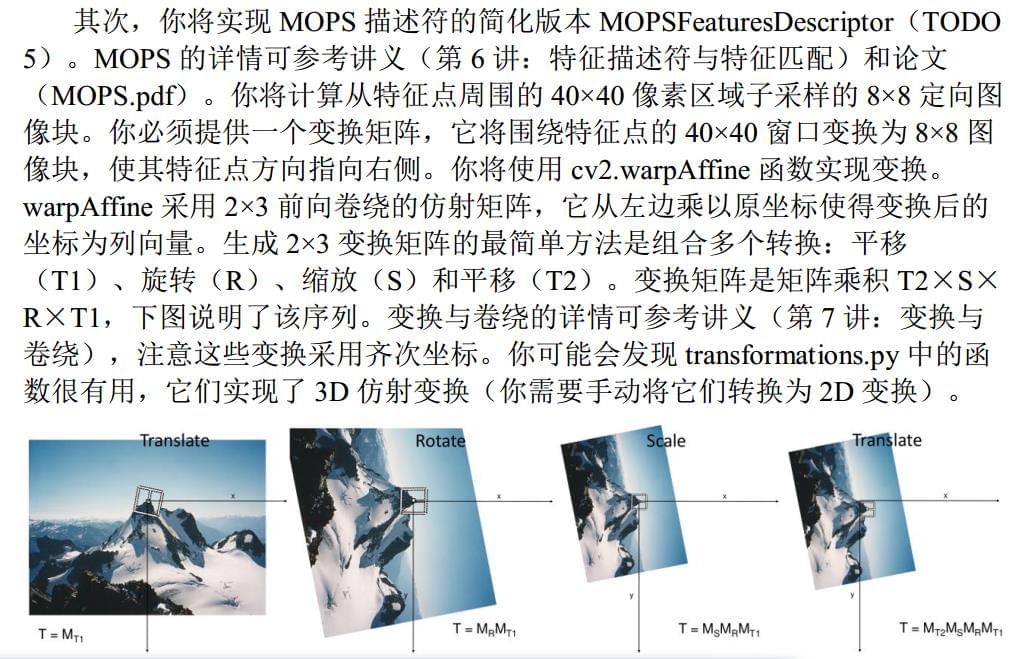 其次，你将实现 MOPS 描述符的简化版本 MOPSFeaturesDescriptor（TODO
5）。MOPS 的详情可参考讲义（第 6 讲：特征描述符与特征匹配）和论文
（MOPS.pdf）。你将计算从特征点周围的 40×40 像素区域子采样的 8×8 定向图
像块。你必须提供一个变换矩阵，它将围绕特征点的 40×40 窗口变换为 8×8 图
像块，使其特征点方向指向右侧。你将使用 cv2.warpAffine 函数实现变换。
warpAffine 采用 2×3 前向卷绕的仿射矩阵，它从左边乘以原坐标使得变换后的
坐标为列向量。生成 2×3 变换矩阵的最简单方法是组合多个转换：平移
（T1）、旋转（R）、缩放（S）和平移（T2）。变换矩阵是矩阵乘积 T2×S×
R×T1，下图说明了该序列。变换与卷绕的详情可参考讲义（第 7 讲：变换与
卷绕），注意这些变换采用齐次坐标。你可能会发现 transformations.py 中的函
数很有用，它们实现了 3D 仿射变换（你需要手动将它们转换为 2D 变换）。
Translate Rotate Scale Translate
x x x x
y y y
T = MT1 T = MRMT1 T = MSMRMT1 T = MT2MSMRMT1